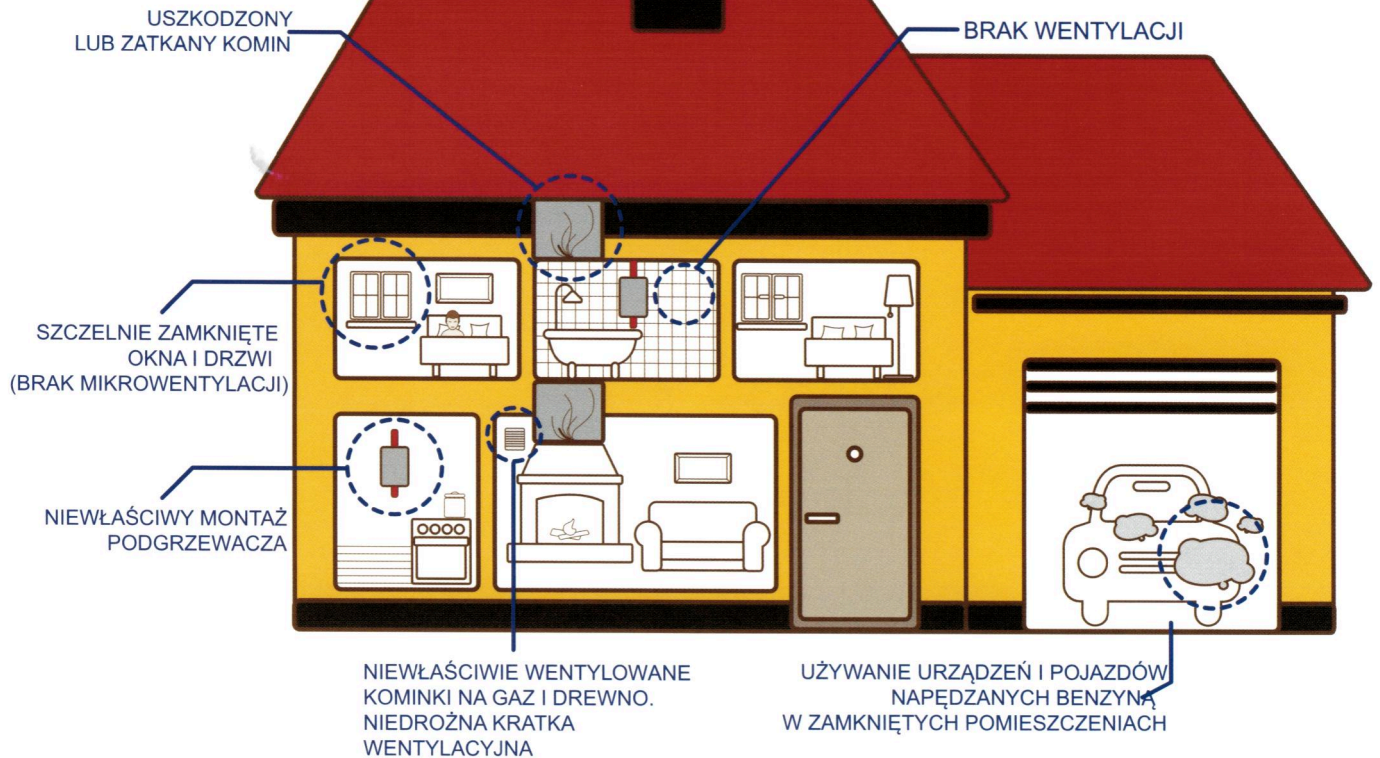 USZKODZONY
LUB ZATKANY KOMIN
BRAK WENTYLACJI
SZCZELNIE ZAMKNIĘTE
OKNA I DRZWI
(BRAK MIKROWENTYLACJI)
NIEWŁAŚCIWY MONTAŻ
PODGRZEWACZA
NIEWŁAŚCIWIE WENTYLOWANE
KOMINKI NA GAZ I DREWNO.
NIEDROŻNA KRATKA
WENTYLACYJNA
UŻYWANIE URZĄDZEŃ I POJAZDÓW
NAPĘDZANYCH BENZYNĄ
W ZAMKNIĘTYCH POMIESZCZENIACH